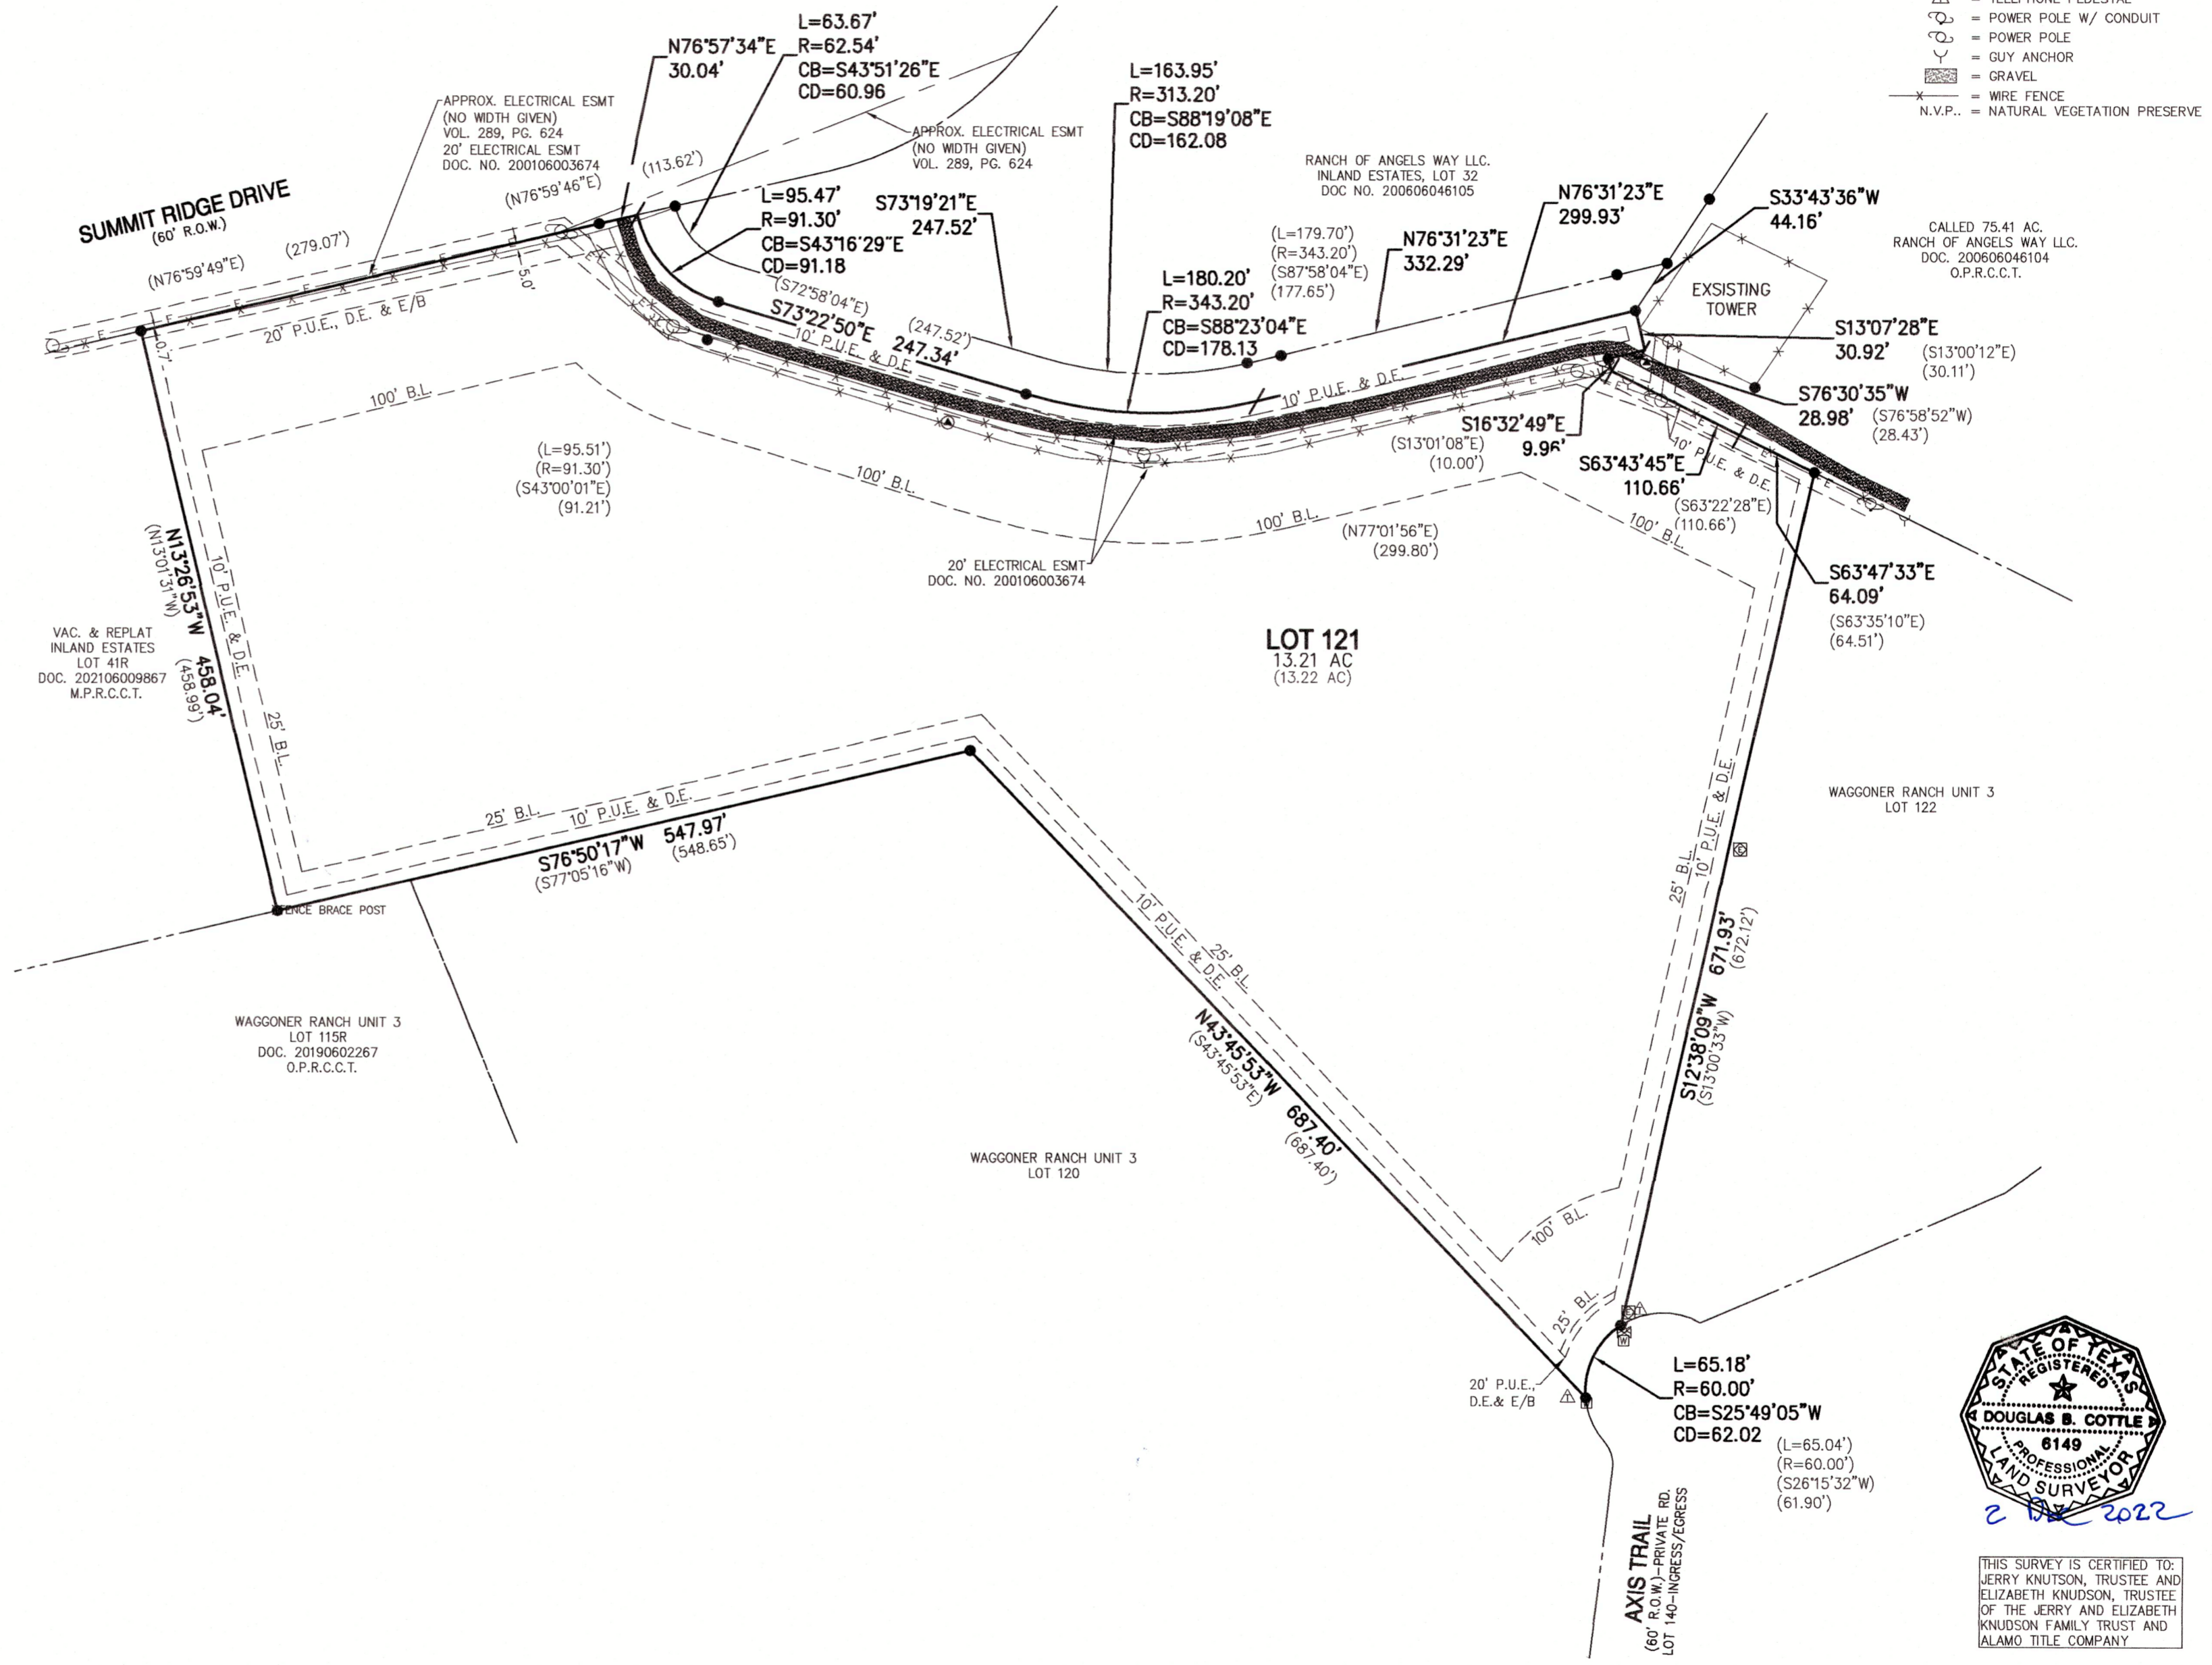 = TELEPHONE PEDESTAL
= POWER POLE W/ CONDUIT
= POWER POLE
= GUY ANCHOR
= GRAVEL
= WIRE FENCE
N.V.P.. = NATURAL VEGETATION PRESERVE
L=63.67'
R=62.54'
CB=S43°51'26"E
CD=60.96
N76°57'34"E
30.04'
APPROX. ELECTRICAL ESMT
(NO WIDTH GIVEN)
VOL. 289, PG. 624
20' ELECTRICAL ESMT
DOC. NO. 200106003674
APPROX. ELECTRICAL ESMT
(NO WIDTH GIVEN)
VOL. 289, PG. 624
L=163.95'
R=313.20'
CB=S88°19'08"E
CD=162.08
RANCH OF ANGELS WAY LLC.
INLAND ESTATES, LOT 32
DOC NO. 200606046105
N76°31'23"E
299.93'
S33°43'36"W
44.16'
CALLED 75.41 AC.
RANCH OF ANGELS WAY LLC.
DOC. 200606046104
O.P.R.C.C.T.
SUMMIT RIDGE DRIVE
(60' R.O.W.)
(N76°59'49"E)
(279.07')
(N76°59'46"E)
(113.62')
L=95.47'
R=91.30'
CB=S43°16'29"E
CD=91.18
S73°19'21"E
247.52'
(S72°58'04"E)
(247.52')
S73°22'50"E 247.34'
10' P.U.E. & D.E.
L=180.20'
R=343.20'
CB=S88°23'04"E
CD=178.13
(L=179.70')
(R=343.20')
(S87°58'04"E)
(177.65')
N76°31'23"E
332.29'
EXSISTING
TOWER
S13°07'28"E
30.92'
(S13°00'12"E)
(30.11')
S76°30'35"W
28.98'
(S76°58'52"W)
(28.43')
20' P.U.E., D.E. & E/B
5.0'
0.7'
E
10' P.U.E. & D.E.
S16°32'49"E
9.96'
(S13°01'08"E)
(10.00')
S63°43'45"E
110.66'
(S63°22'28"E)
(110.66')
10' P.U.E. & D.E.
S63°47'33"E
64.09'
(S63°35'10"E)
(64.51')
100' B.L.
100' B.L.
100' B.L.
100' B.L.
(L=95.51')
(R=91.30')
(S43°00'01"E)
(91.21')
(N77°01'56"E)
(299.80')
20' ELECTRICAL ESMT
DOC. NO. 200106003674
N13°26'53"W 458.04'
(N13°01'31"W) (458.99')
10' P.U.E. & D.E.
25' B.L.
VAC. & REPLAT
INLAND ESTATES
LOT 41R
DOC. 202106009867
M.P.R.C.C.T.
LOT 121
13.21 AC
(13.22 AC)
25' B.L.
10' P.U.E. & D.E.
S76°50'17"W 547.97'
(S77°05'16"W) (548.65')
FENCE BRACE POST
WAGGONER RANCH UNIT 3
LOT 122
25' B.L.
10' P.U.E. & D.E.
S12°38'09"W 671.93'
(S13°00'33"W) (672.12')
10' P.U.E. & D.E.
25' B.L.
N43°45'53"W 687.40'
(S43°45'53"E) (687.40')
WAGGONER RANCH UNIT 3
LOT 115R
DOC. 20190602267
O.P.R.C.C.T.
WAGGONER RANCH UNIT 3
LOT 120
100' B.L.
25' B.L.
20' P.U.E.,
D.E.& E/B
L=65.18'
R=60.00'
CB=S25°49'05"W
CD=62.02
(L=65.04')
(R=60.00')
(S26°15'32"W)
(61.90')
AXIS TRAIL
(60' R.O.W.)-PRIVATE RD.
LOT 140-INGRESS/EGRESS
STATE OF TEXAS
REGISTERED
DOUGLAS B. COTTLE
6149
PROFESSIONAL
LAND SURVEYOR
2 Dec 2022
THIS SURVEY IS CERTIFIED TO:
JERRY KNUTSON, TRUSTEE AND
ELIZABETH KNUDSON, TRUSTEE
OF THE JERRY AND ELIZABETH
KNUDSON FAMILY TRUST AND
ALAMO TITLE COMPANY